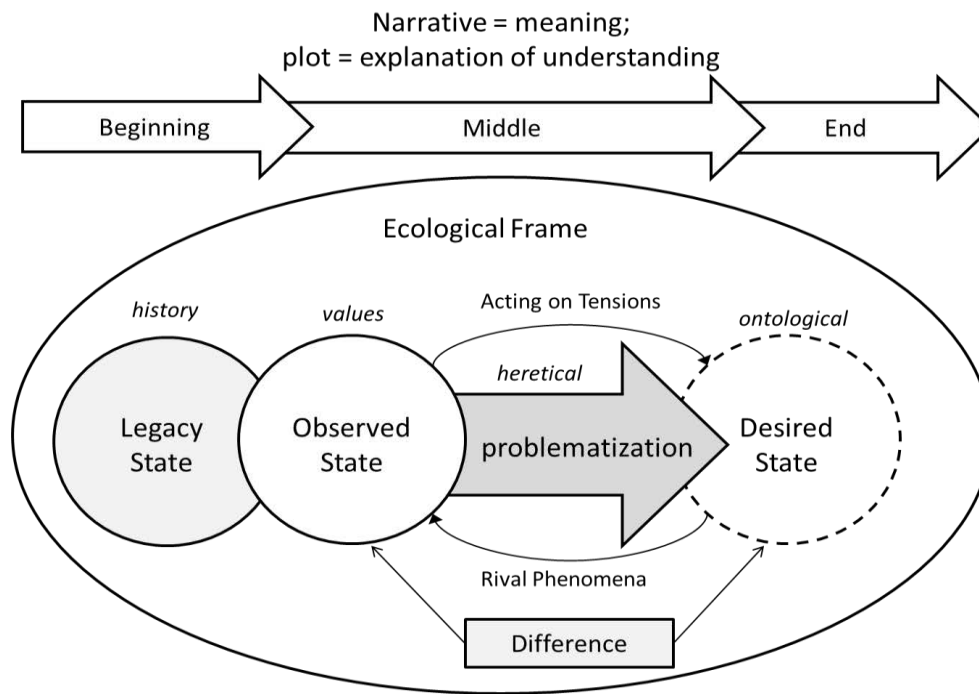 Narrative = meaning;
plot = explanation of understanding
Beginning
Middle
End
Ecological Frame
history
values
Acting on Tensions
ontological
heretical
Legacy
State
Observed
State
problematization
Desired
State
Rival Phenomena
Difference